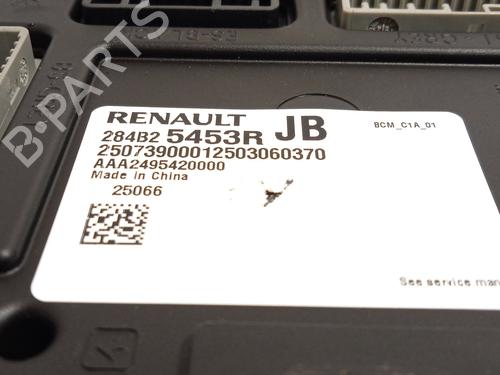 RENAULT JB
284B2 5453R
25073900012503060370
AAA2495420000
Made in China
25066
BCM_C1A_01
See service man
B-PARTS